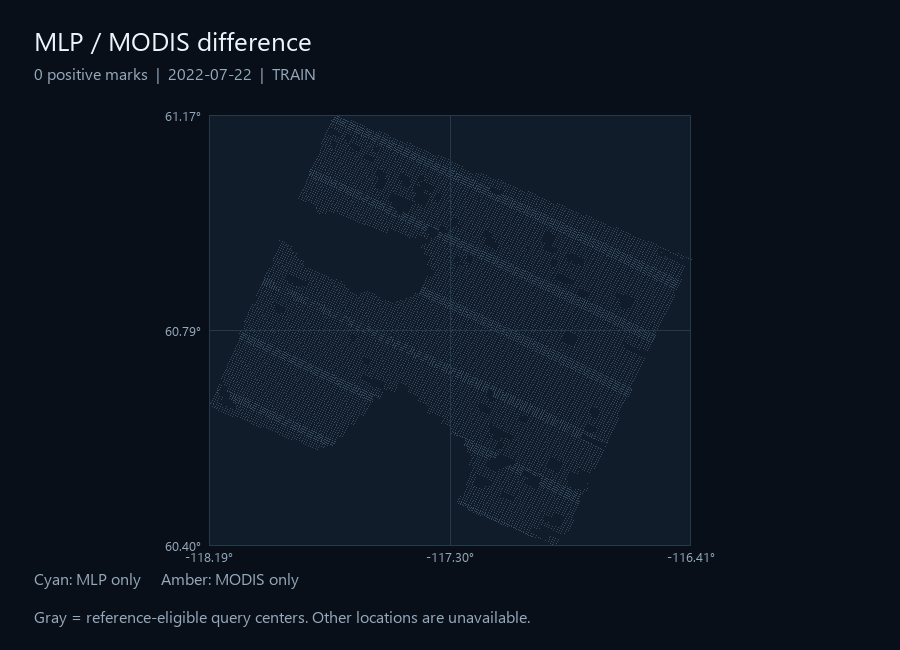 MLP / MODIS difference
0 positive marks | 2022-07-22 | TRAIN
61.17°
60.79°
60.40°
-118.19° -117.30° -116.41°
Cyan: MLP only Amber: MODIS only
Gray = reference-eligible query centers. Other locations are unavailable.